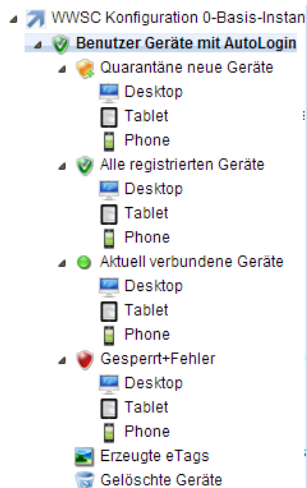 WWSC Konfiguration 0-Basis-Instan
Benutzer Geräte mit AutoLogin
Quarantäne neue Geräte
Desktop
Tablet
Phone
Alle registrierten Geräte
Desktop
Tablet
Phone
Aktuell verbundene Geräte
Desktop
Tablet
Phone
Gesperrt+Fehler
Desktop
Tablet
Phone
Erzeugte eTags
Gelöschte Geräte